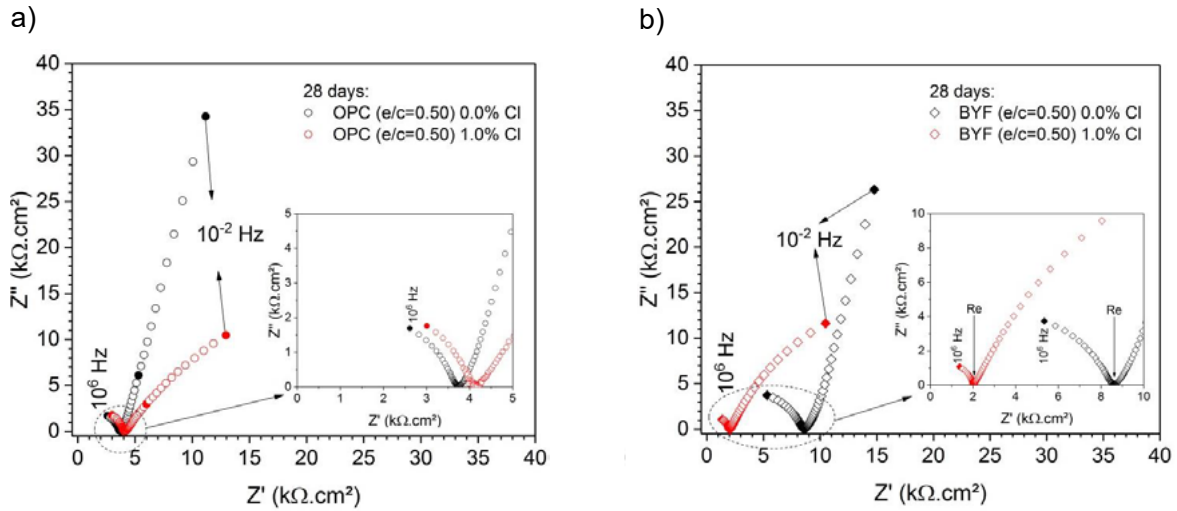 a)
40
35
30
25
20
15
10
5
0
Z'' (kΩ.cm²)
0 5 10 15 20 25 30 35 40
Z' (kΩ.cm²)
28 days:
OPC (e/c=0.50) 0.0% Cl
OPC (e/c=0.50) 1.0% Cl
10⁻² Hz
10⁶ Hz
5
4
3
2
1
0
Z'' (kΩ.cm²)
10⁶ Hz
0 1 2 3 4 5
Z' (kΩ.cm²)
b)
40
35
30
25
20
15
10
5
0
Z'' (kΩ.cm²)
0 5 10 15 20 25 30 35 40
Z' (kΩ.cm²)
28 days:
BYF (e/c=0.50) 0.0% Cl
BYF (e/c=0.50) 1.0% Cl
10⁻² Hz
10⁶ Hz
10
8
6
4
2
0
Z'' (kΩ.cm²)
10⁶ Hz
Re
10⁶ Hz
Re
0 2 4 6 8 10
Z' (kΩ.cm²)